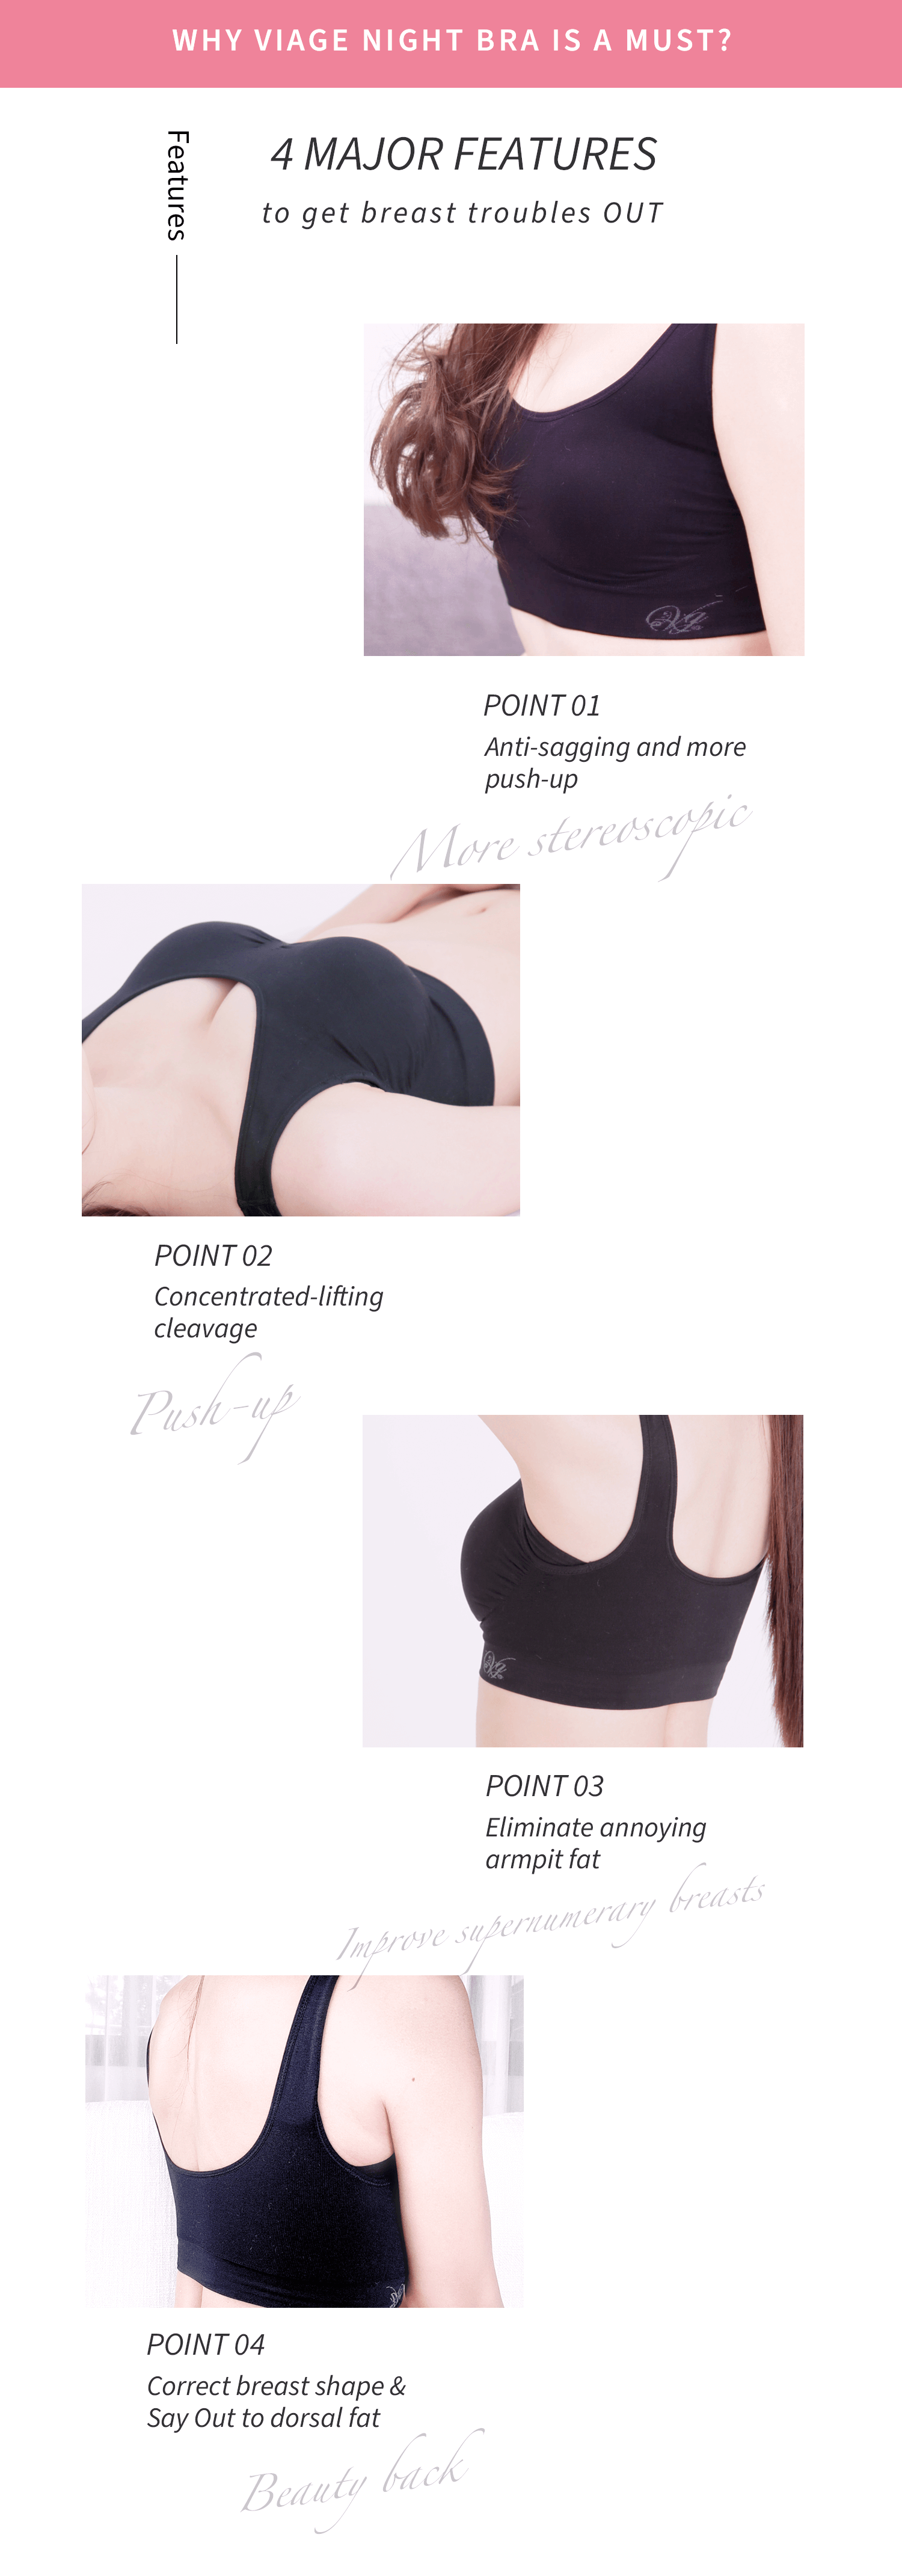 WHY VIAGE NIGHT BRA IS A MUST?
Features
4 MAJOR FEATURES
to get breast troubles OUT
POINT 01
Anti-sagging and more
push-up
More stereoscopic
POINT 02
Concentrated-lifting
cleavage
Push-up
POINT 03
Eliminate annoying
armpit fat
Improve supernumerary breasts
POINT 04
Correct breast shape &
Say Out to dorsal fat
Beauty back